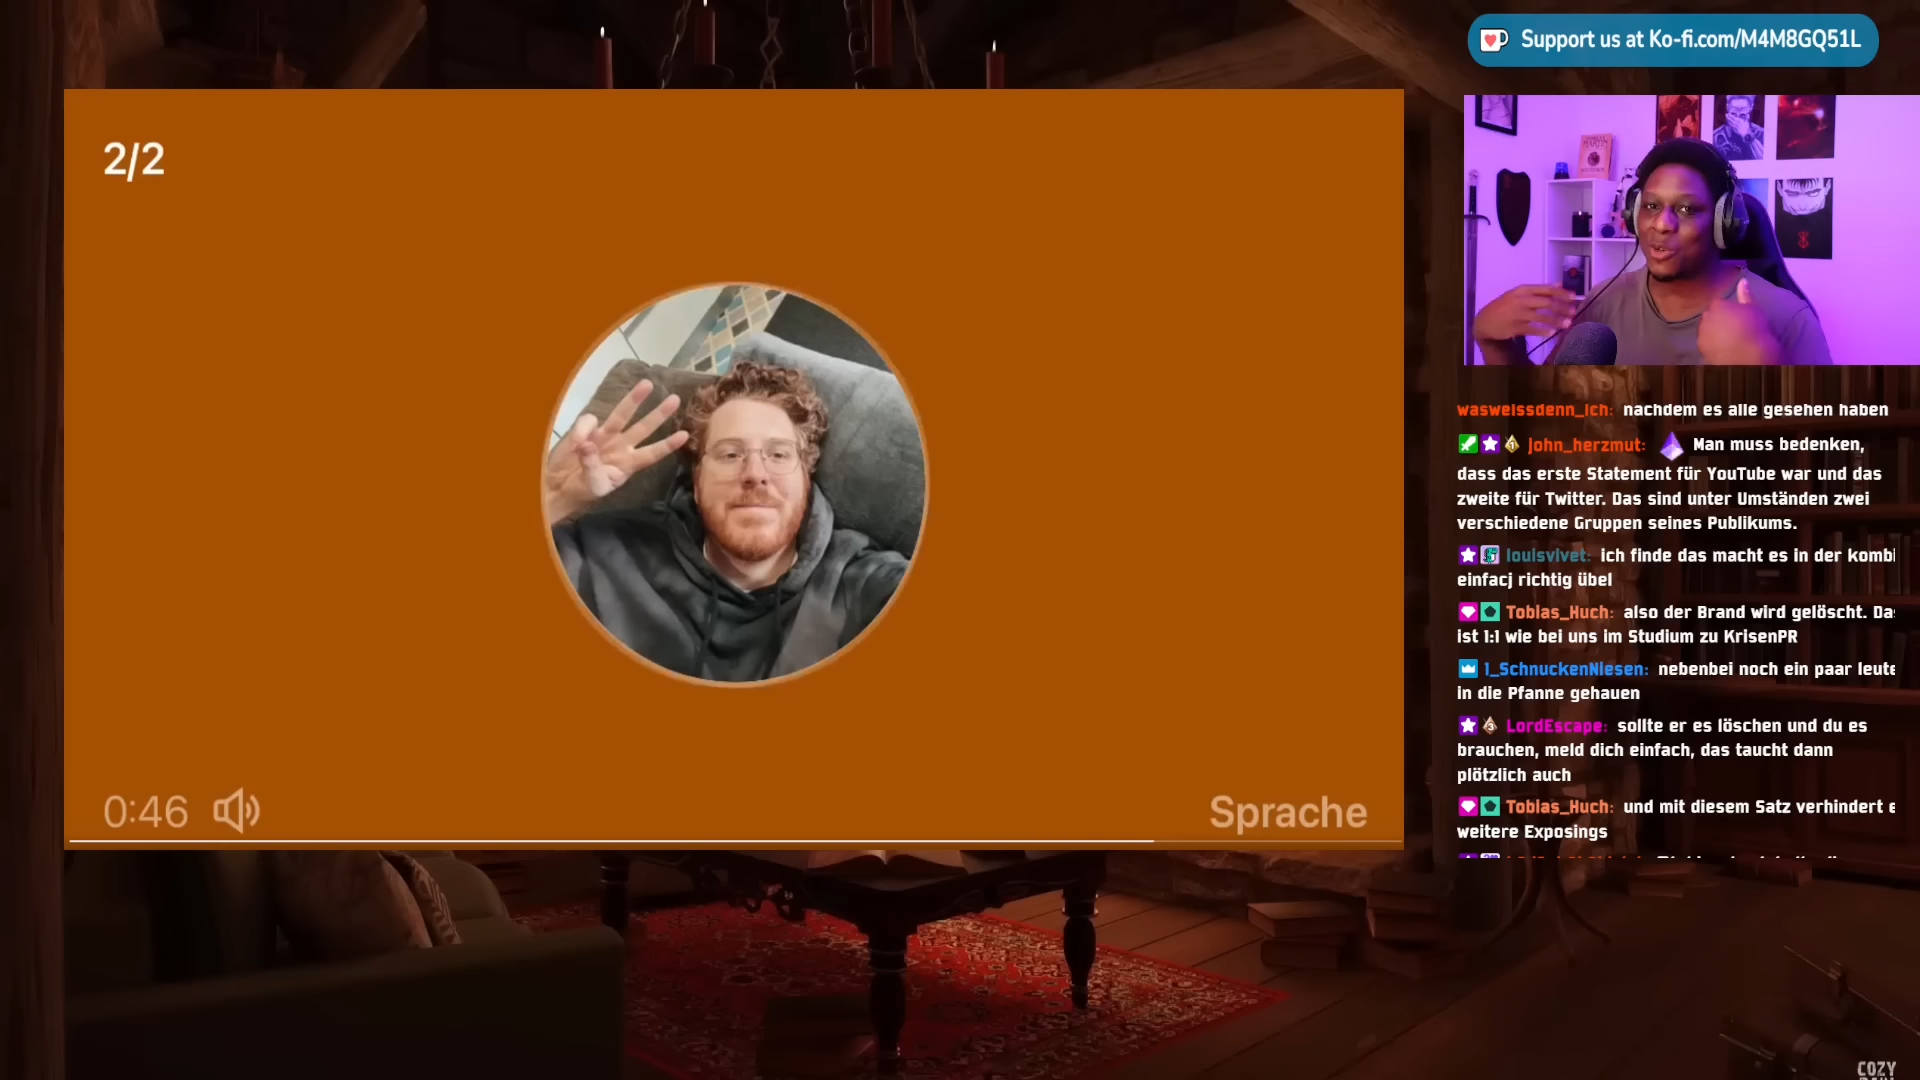 Support us at Ko-fi.com/M4M8GQ51L
2/2
wasweissdenn_ich: nachdem es alle gesehen haben
john_herzmut: Man muss bedenken,
dass das erste Statement für YouTube war und das
zweite für Twitter. Das sind unter Umständen zwei
verschiedene Gruppen seines Publikums.
louisvivet: ich finde das macht es in der kombi
einfacj richtig übel
Tobias_Huch: also der Brand wird gelöscht. Das
ist 1:1 wie bei uns im Studium zu KrisenPR
1_SchnuckenNiesen: nebenbei noch ein paar leute
in die Pfanne gehauen
LordEscape: sollte er es löschen und du es
brauchen, meld dich einfach, das taucht dann
plötzlich auch
Tobias_Huch: und mit diesem Satz verhindert e
weitere Exposings
0:46
Sprache
COZY